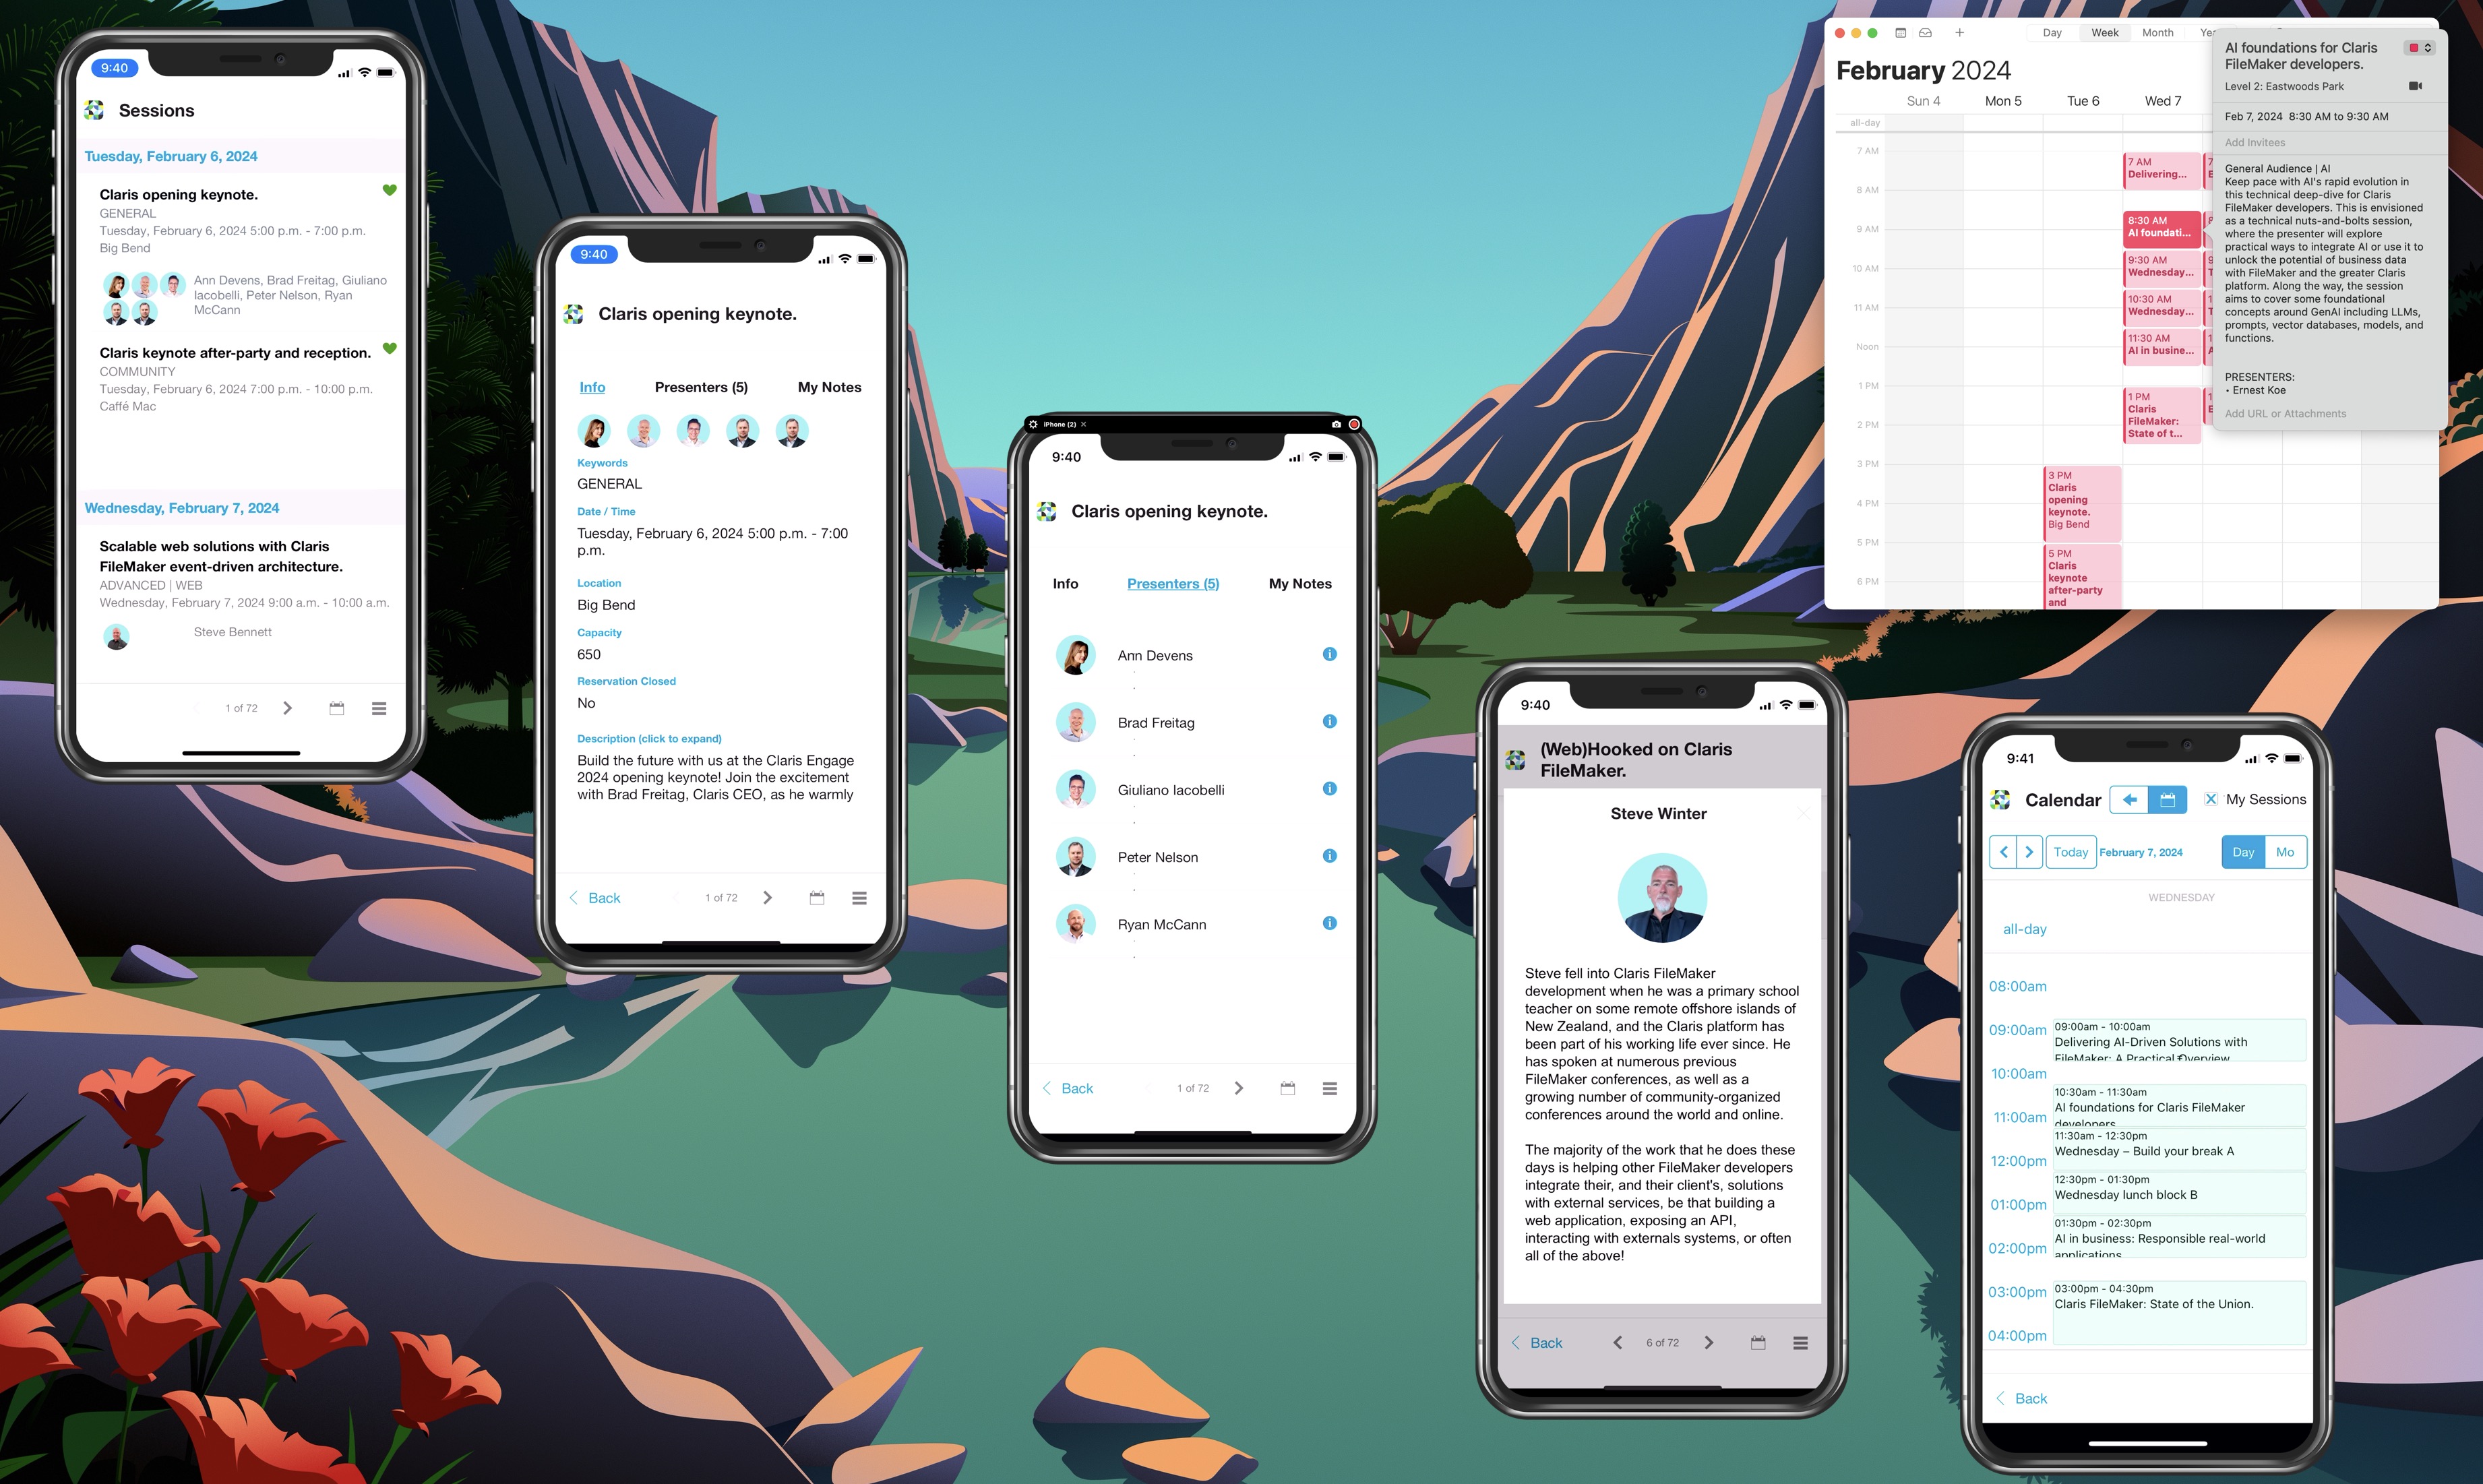 9:40
Sessions
Tuesday, February 6, 2024
Claris opening keynote.
GENERAL
Tuesday, February 6, 2024 5:00 p.m. - 7:00 p.m.
Big Bend
Ann Devens, Brad Freitag, Giuliano
Iacobelli, Peter Nelson, Ryan
McCann
Claris keynote after-party and reception.
COMMUNITY
Tuesday, February 6, 2024 7:00 p.m. - 10:00 p.m.
Caffé Mac
Wednesday, February 7, 2024
Scalable web solutions with Claris
FileMaker event-driven architecture.
ADVANCED | WEB
Wednesday, February 7, 2024 9:00 a.m. - 10:00 a.m.
Steve Bennett
1 of 72
9:40
Claris opening keynote.
Info Presenters (5) My Notes
Keywords
GENERAL
Date / Time
Tuesday, February 6, 2024 5:00 p.m. - 7:00
p.m.
Location
Big Bend
Capacity
650
Reservation Closed
No
Description (click to expand)
Build the future with us at the Claris Engage
2024 opening keynote! Join the excitement
with Brad Freitag, Claris CEO, as he warmly
Back 1 of 72
iPhone (2)
9:40
Claris opening keynote.
Info Presenters (5) My Notes
Ann Devens
Brad Freitag
Giuliano Iacobelli
Peter Nelson
Ryan McCann
Back 1 of 72
9:40
(Web)Hooked on Claris
FileMaker.
Steve Winter
Steve fell into Claris FileMaker
development when he was a primary school
teacher on some remote offshore islands of
New Zealand, and the Claris platform has
been part of his working life ever since. He
has spoken at numerous previous
FileMaker conferences, as well as a
growing number of community-organized
conferences around the world and online.
The majority of the work that he does these
days is helping other FileMaker developers
integrate their, and their client's, solutions
with external services, be that building a
web application, exposing an API,
interacting with externals systems, or often
all of the above!
Back 6 of 72
Day Week Month
February 2024
Sun 4 Mon 5 Tue 6 Wed 7
all-day
7 AM
8 AM
9 AM
10 AM
11 AM
Noon
1 PM
2 PM
3 PM
4 PM
5 PM
6 PM
7 AM
Delivering...
8:30 AM
AI foundati...
9:30 AM
Wednesday...
10:30 AM
Wednesday...
11:30 AM
AI in busine...
1 PM
Claris
FileMaker:
State of t...
3 PM
Claris
opening
keynote.
Big Bend
5 PM
Claris
keynote
after-party
and
AI foundations for Claris
FileMaker developers.
Level 2: Eastwoods Park
Feb 7, 2024 8:30 AM to 9:30 AM
Add Invitees
General Audience | AI
Keep pace with AI's rapid evolution in
this technical deep-dive for Claris
FileMaker developers. This is envisioned
as a technical nuts-and-bolts session,
where the presenter will explore
practical ways to integrate AI or use it to
unlock the potential of business data
with FileMaker and the greater Claris
platform. Along the way, the session
aims to cover some foundational
concepts around GenAI including LLMs,
prompts, vector databases, models, and
functions.
PRESENTERS:
• Ernest Koe
Add URL or Attachments
9:41
Calendar My Sessions
Today February 7, 2024 Day Mo
WEDNESDAY
all-day
08:00am
09:00am
10:00am
11:00am
12:00pm
01:00pm
02:00pm
03:00pm
04:00pm
09:00am - 10:00am
Delivering AI-Driven Solutions with
FileMaker: A Practical Overview
10:30am - 11:30am
AI foundations for Claris FileMaker
developers
11:30am - 12:30pm
Wednesday – Build your break A
12:30pm - 01:30pm
Wednesday lunch block B
01:30pm - 02:30pm
AI in business: Responsible real-world
applications
03:00pm - 04:30pm
Claris FileMaker: State of the Union.
Back